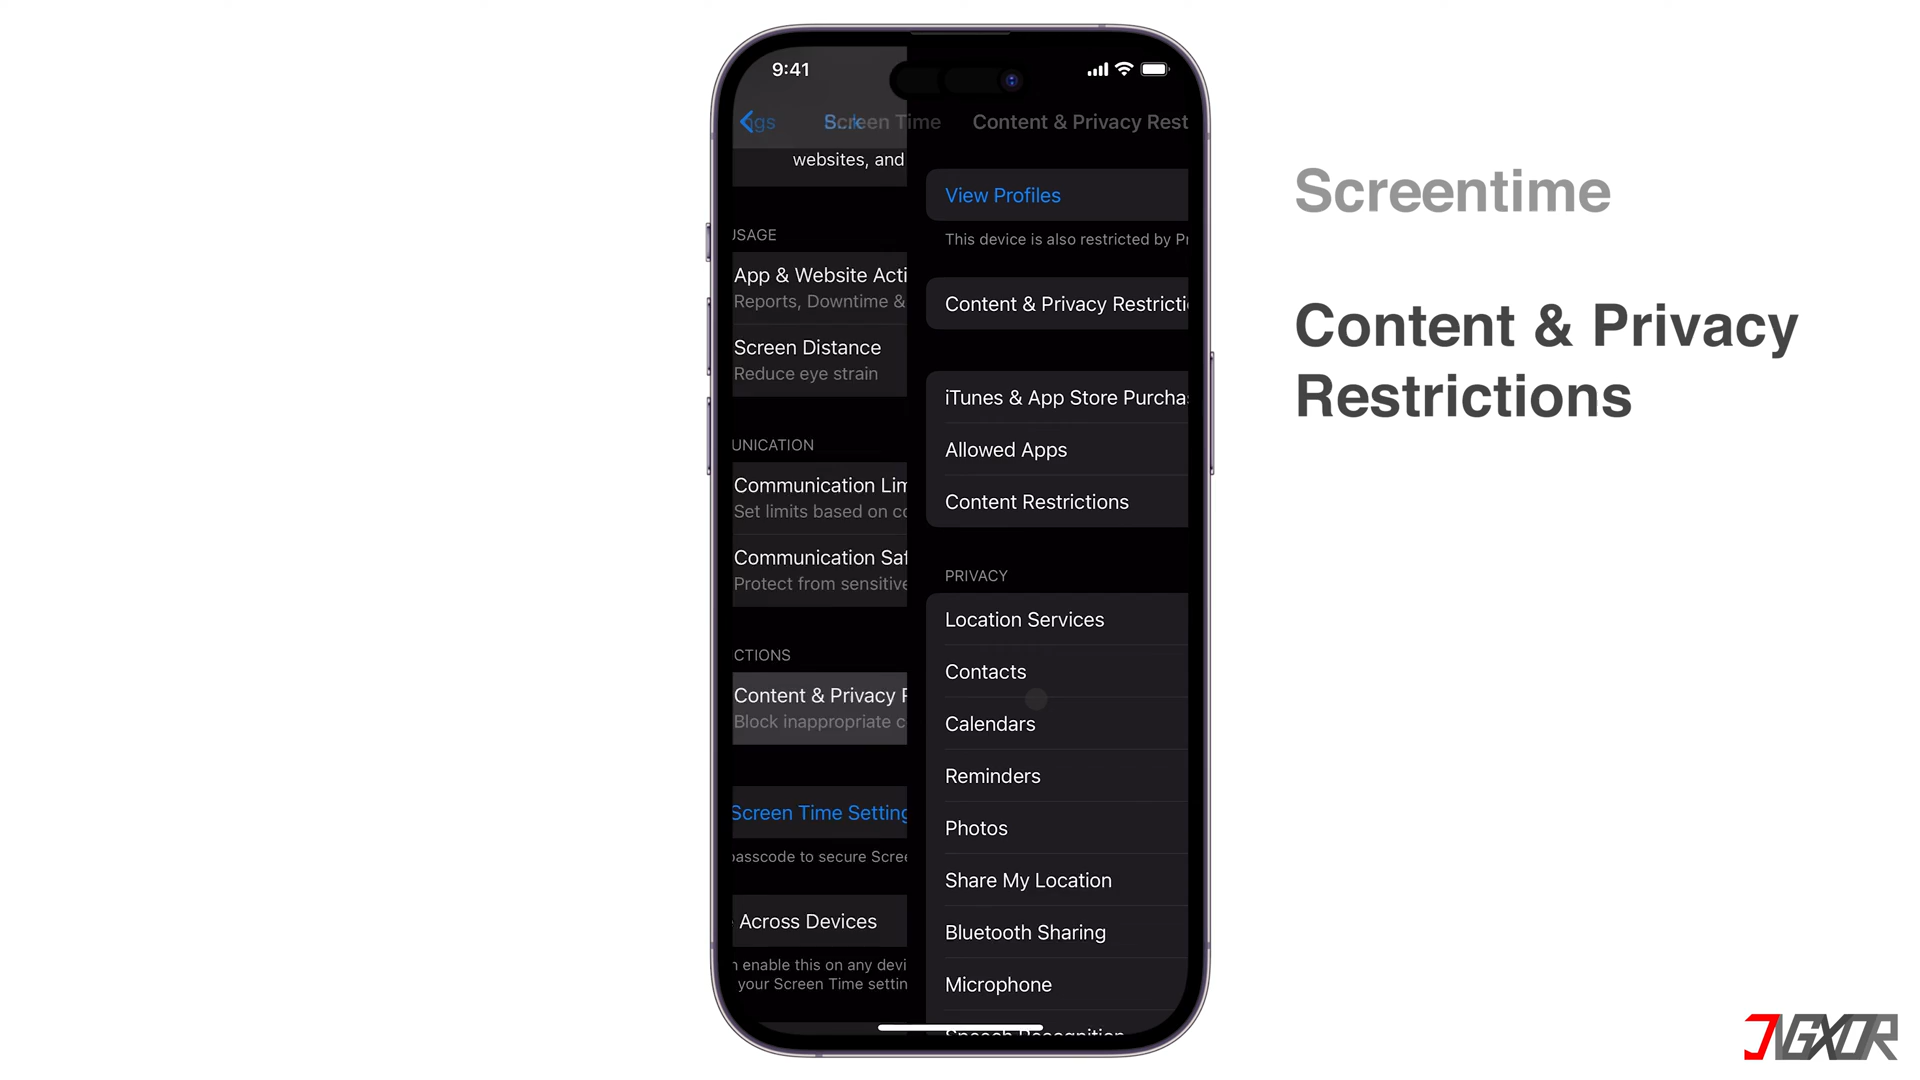 9:41
Screen Time
Content & Privacy Rest
websites, and
View Profiles
This device is also restricted by Pr
USAGE
App & Website Acti
Reports, Downtime &
Content & Privacy Restricti
Screen Distance
Reduce eye strain
iTunes & App Store Purcha
Allowed Apps
UNICATION
Communication Lim
Set limits based on co
Content Restrictions
Communication Saf
Protect from sensitive
PRIVACY
Location Services
CTIONS
Content & Privacy R
Block inappropriate c
Contacts
Calendars
Reminders
Screen Time Setting
Photos
passcode to secure Scree
Share My Location
Across Devices
Bluetooth Sharing
n enable this on any devi
your Screen Time settin
Microphone
Speech Recognition
Screentime
Content & Privacy
Restrictions
JVGXOR